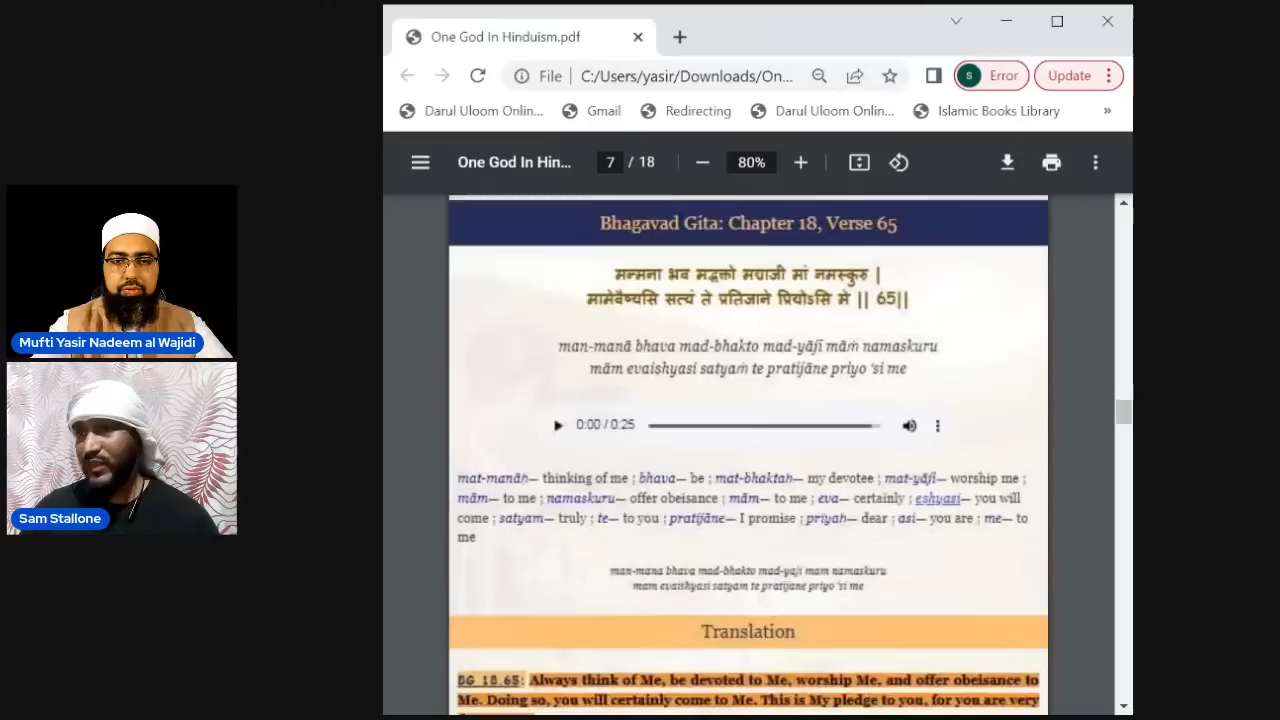 One God In Hinduism.pdf
File
C:/Users/yasir/Downloads/On...
S
Error
Update
Darul Uloom Onlin...
Gmail
Redirecting
Darul Uloom Onlin...
Islamic Books Library
»
One God In Hin...
7 / 18
80%
Bhagavad Gita: Chapter 18, Verse 65
मन्मना भव मद्भक्तो मद्याजी मां नमस्कुरु |
मामेवैष्यसि सत्यं ते प्रतिजाने प्रियोऽसि मे || 65||
man-manā bhava mad-bhakto mad-yājī māṁ namaskuru
mām evaiṣhyasi satyaṁ te pratijāne priyo ‘si me
0:00 / 0:25
mat-manāḥ— thinking of me ; bhava— be ; mat-bhaktaḥ— my devotee ; mat-yājī— worship me ;
mām— to me ; namaskuru— offer obeisance ; mām— to me ; eva— certainly ; eṣhyasi— you will
come ; satyam— truly ; te— to you ; pratijāne— I promise ; priyaḥ— dear ; asi— you are ; me— to
me
man-mana bhava mad-bhakto mad-yaji mam namaskuru
mam evaishyasi satyam te pratijane priyo ‘si me
Translation
BG 18.65: Always think of Me, be devoted to Me, worship Me, and offer obeisance to
Me. Doing so, you will certainly come to Me. This is My pledge to you, for you are very
Mufti Yasir Nadeem al Wajidi
Sam Stallone